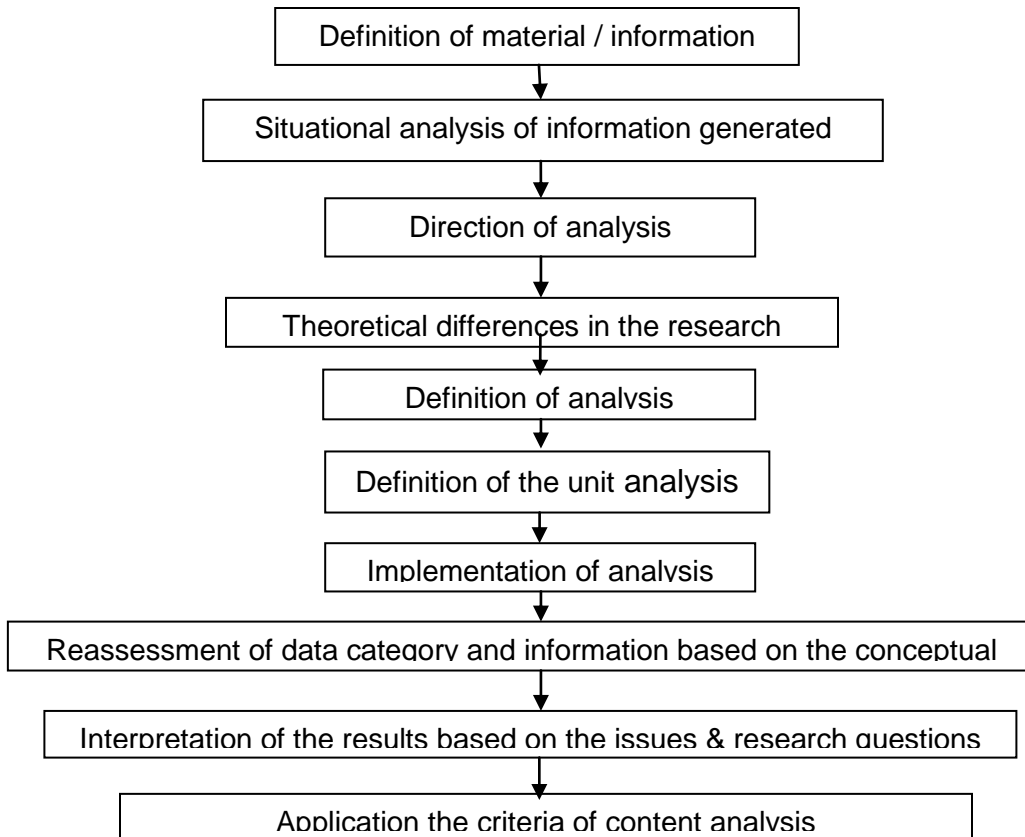 Definition of material / information
Situational analysis of information generated
Direction of analysis
Theoretical differences in the research
Definition of analysis
Definition of the unit analysis
Implementation of analysis
Reassessment of data category and information based on the conceptual
Interpretation of the results based on the issues & research questions
Application the criteria of content analysis